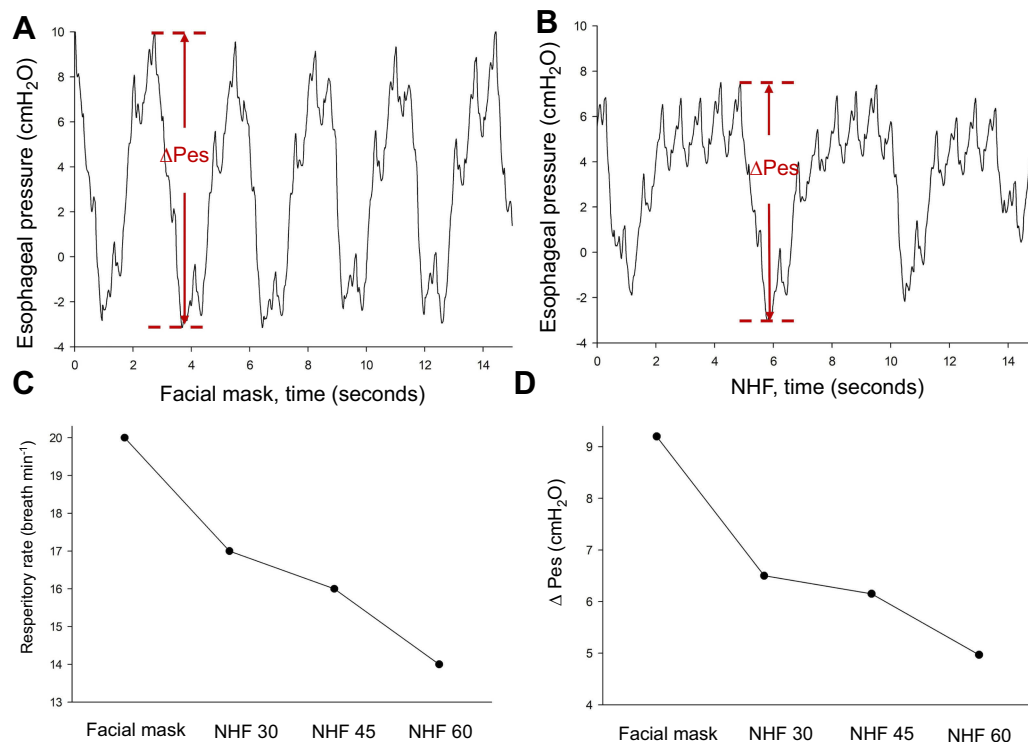 A
Esophageal pressure (cmH2O)
10
8
6
4
2
0
-2
-4
ΔPes
0 2 4 6 8 10 12 14
Facial mask, time (seconds)
B
Esophageal pressure (cmH2O)
10
8
6
4
2
0
-2
-4
ΔPes
0 2 4 6 8 10 12 14
NHF, time (seconds)
C
Resperitory rate (breath min-1)
20
19
18
17
16
15
14
13
Facial mask NHF 30 NHF 45 NHF 60
D
Δ Pes (cmH2O)
9
8
7
6
5
4
Facial mask NHF 30 NHF 45 NHF 60